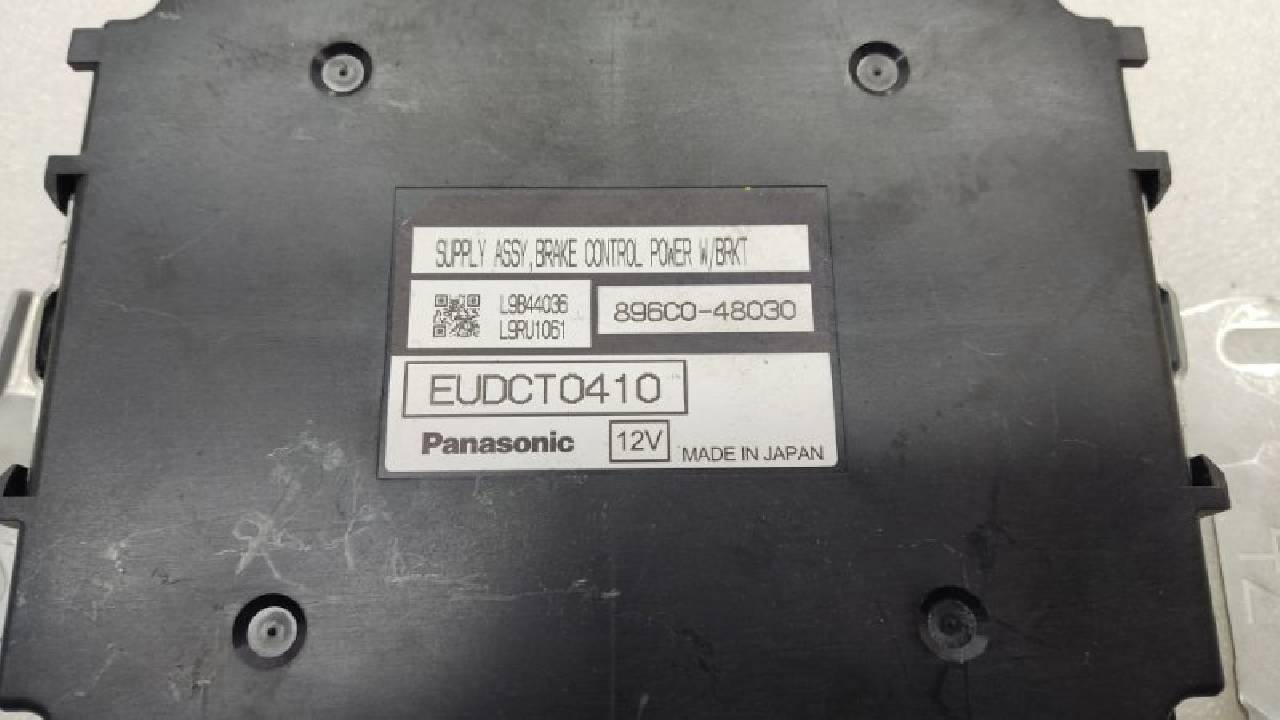 SUPPLY ASSY,BRAKE CONTROL POWER W/BRKT
L9B44036
L9RU1061
896C0-48030
EUDCT0410
Panasonic
12V
MADE IN JAPAN